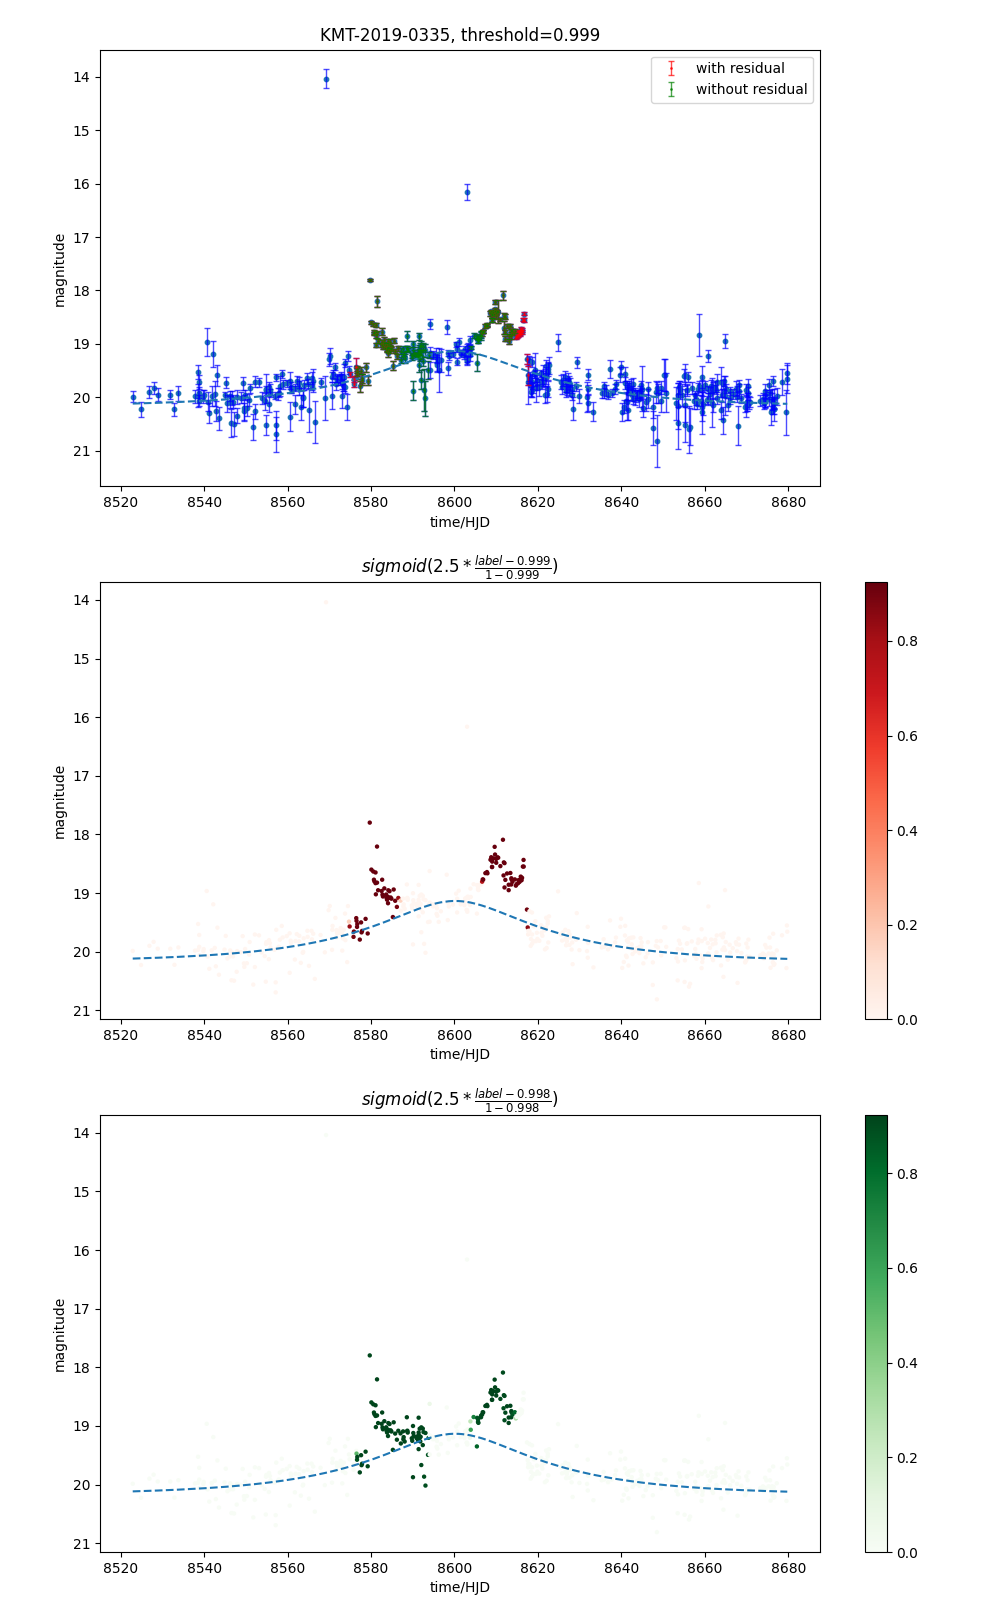 KMT-2019-0335, threshold=0.999
with residual
without residual
14
15
16
17
18
19
20
21
magnitude
8520 8540 8560 8580 8600 8620 8640 8660 8680
time/HJD
sigmoid(2.5 * \frac{label − 0.999}{1 − 0.999})
14
15
16
17
18
19
20
21
magnitude
8520 8540 8560 8580 8600 8620 8640 8660 8680
time/HJD
0.8
0.6
0.4
0.2
0.0
sigmoid(2.5 * \frac{label − 0.998}{1 − 0.998})
14
15
16
17
18
19
20
21
magnitude
8520 8540 8560 8580 8600 8620 8640 8660 8680
time/HJD
0.8
0.6
0.4
0.2
0.0